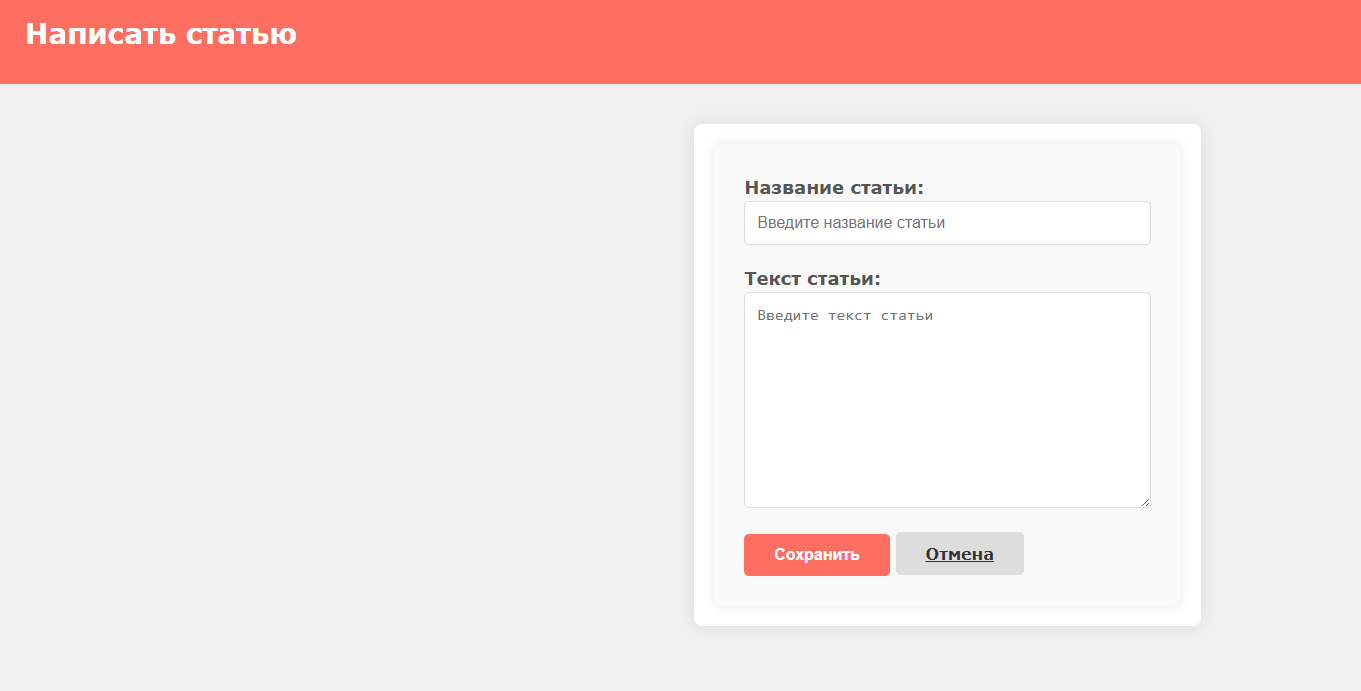 Написать статью
Название статьи:
Введите название статьи
Текст статьи:
Введите текст статьи
Сохранить Отмена